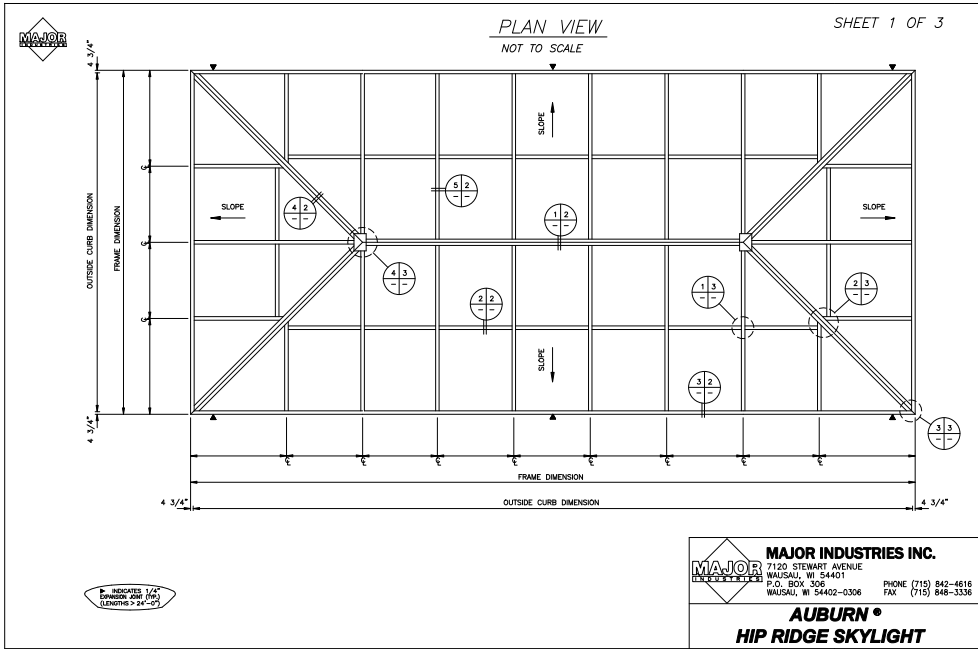 MAJOR
INDUSTRIES
PLAN VIEW
NOT TO SCALE
SHEET 1 OF 3
4 3/4"
OUTSIDE CURB DIMENSION
FRAME DIMENSION
℄
℄
℄
4 3/4"
SLOPE
SLOPE
SLOPE
SLOPE
4 2
- -
5 2
- -
1 2
- -
4 3
- -
2 2
- -
1 3
- -
2 3
- -
3 2
- -
3 3
- -
℄ ℄ ℄ ℄ ℄ ℄ ℄ ℄
FRAME DIMENSION
4 3/4" OUTSIDE CURB DIMENSION 4 3/4"
► INDICATES 1/4"
EXPANSION JOINT (TYP.)
(LENGTHS > 24'-0")
MAJOR
INDUSTRIES
MAJOR INDUSTRIES INC.
7120 STEWART AVENUE
WAUSAU, WI 54401
P.O. BOX 306 PHONE (715) 842-4616
WAUSAU, WI 54402-0306 FAX (715) 848-3336
AUBURN ®
HIP RIDGE SKYLIGHT